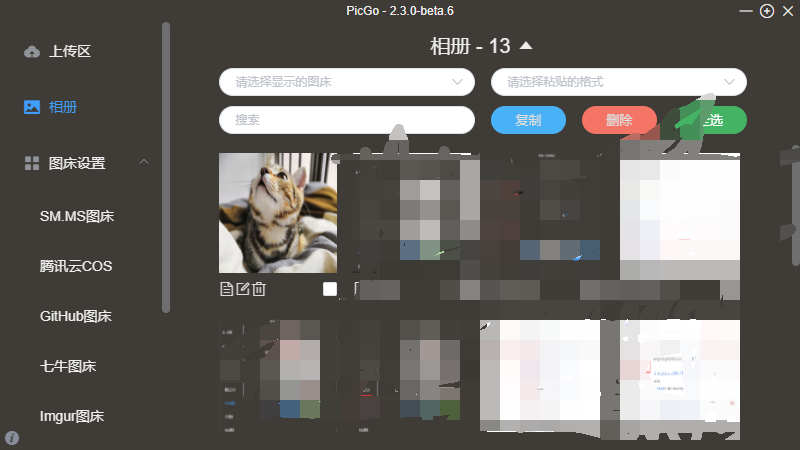 PicGo - 2.3.0-beta.6
上传区
相册
图床设置
SM.MS图床
腾讯云COS
GitHub图床
七牛图床
Imgur图床
相册 - 13
请选择显示的图床
请选择粘贴的格式
搜索
复制
删除
选